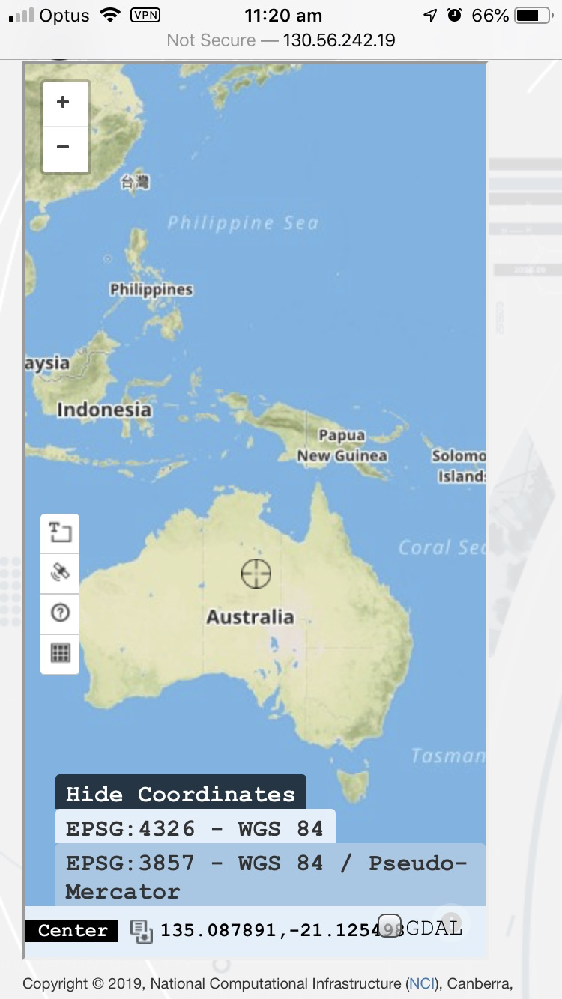 Optus VPN 11:20 am 66%
Not Secure — 130.56.242.19
+
−
台灣
Philippine Sea
Philippines
aysia
Indonesia
Papua
New Guinea
Solomo
Island
T
Coral Sea
?
Australia
Tasman
Hide Coordinates
EPSG:4326 - WGS 84
EPSG:3857 - WGS 84 / Pseudo-
Mercator
Center 135.087891,-21.125498 GDAL
Copyright © 2019, National Computational Infrastructure (NCI), Canberra,